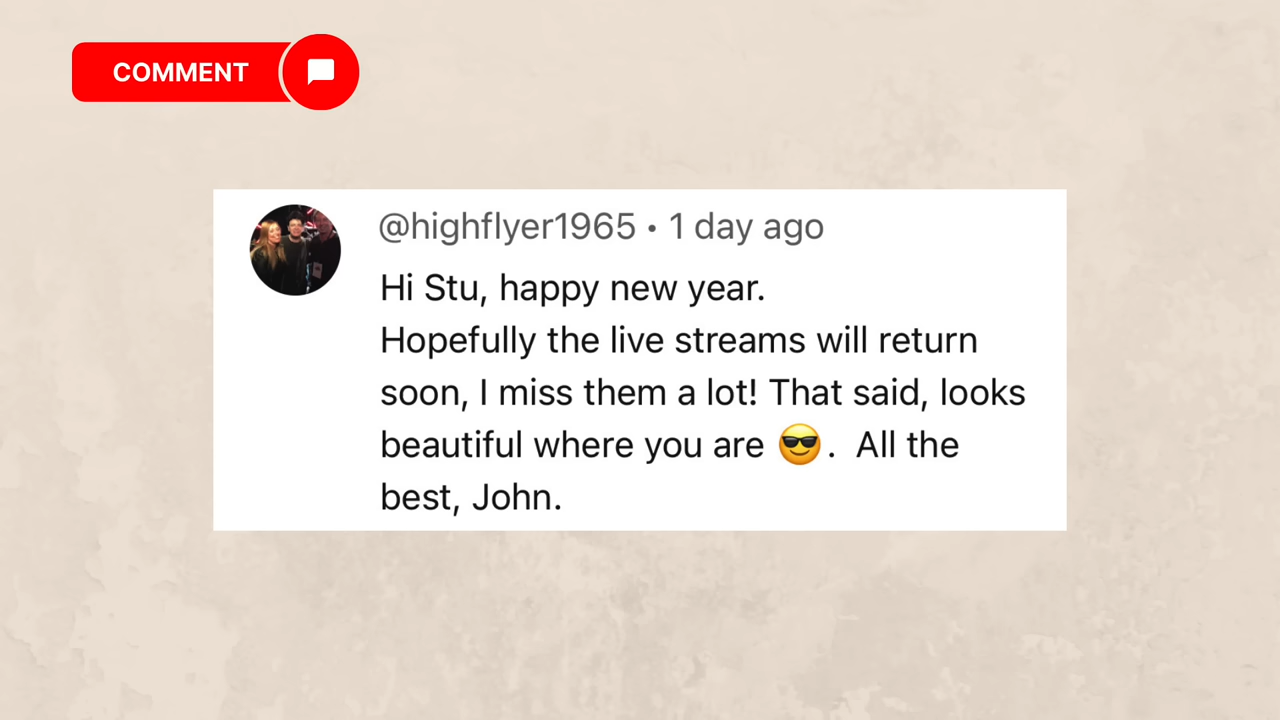 COMMENT
@highflyer1965 • 1 day ago
Hi Stu, happy new year.
Hopefully the live streams will return
soon, I miss them a lot! That said, looks
beautiful where you are 😎.  All the
best, John.